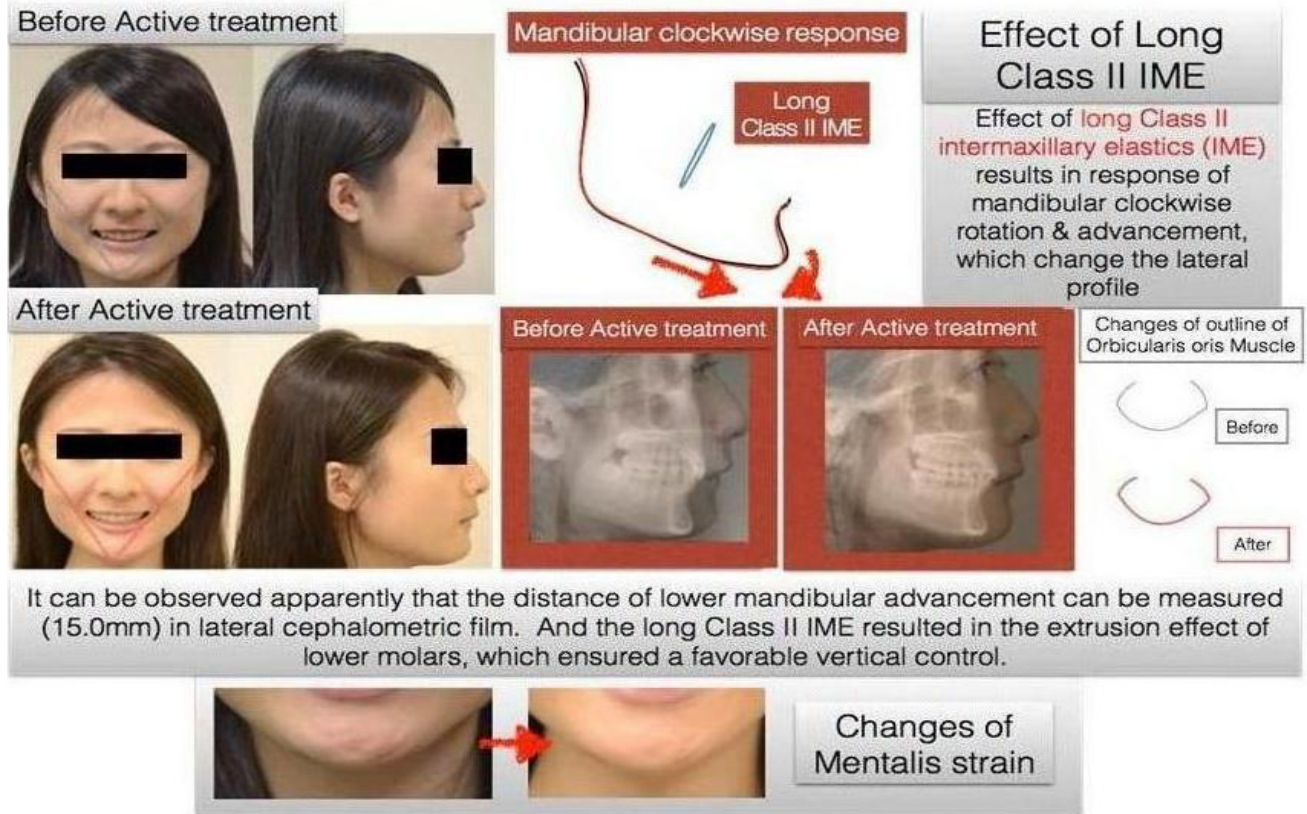 Before Active treatment
Mandibular clockwise response
Long
Class II IME
Effect of Long
Class II IME
Effect of long Class II
intermaxillary elastics (IME)
results in response of
mandibular clockwise
rotation & advancement,
which change the lateral
profile
After Active treatment
Before Active treatment
After Active treatment
Changes of outline of
Orbicularis oris Muscle
Before
After
It can be observed apparently that the distance of lower mandibular advancement can be measured
(15.0mm) in lateral cephalometric film. And the long Class II IME resulted in the extrusion effect of
lower molars, which ensured a favorable vertical control.
Changes of
Mentalis strain